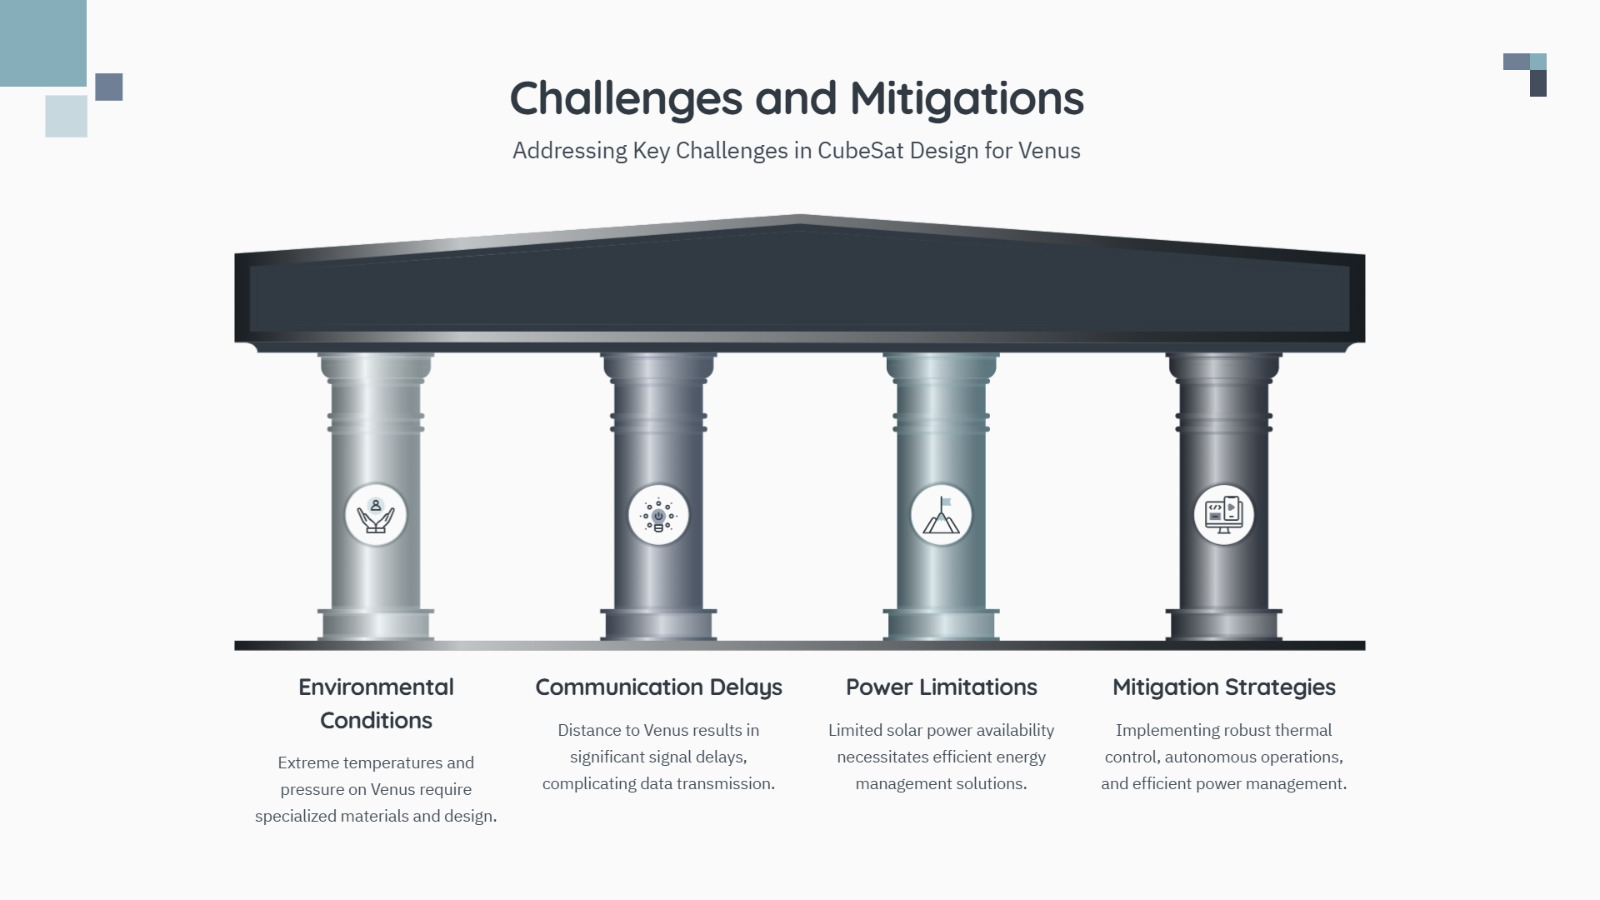 Challenges and Mitigations
Addressing Key Challenges in CubeSat Design for Venus
Environmental
Conditions
Extreme temperatures and
pressure on Venus require
specialized materials and design.
Communication Delays
Distance to Venus results in
significant signal delays,
complicating data transmission.
Power Limitations
Limited solar power availability
necessitates efficient energy
management solutions.
Mitigation Strategies
Implementing robust thermal
control, autonomous operations,
and efficient power management.